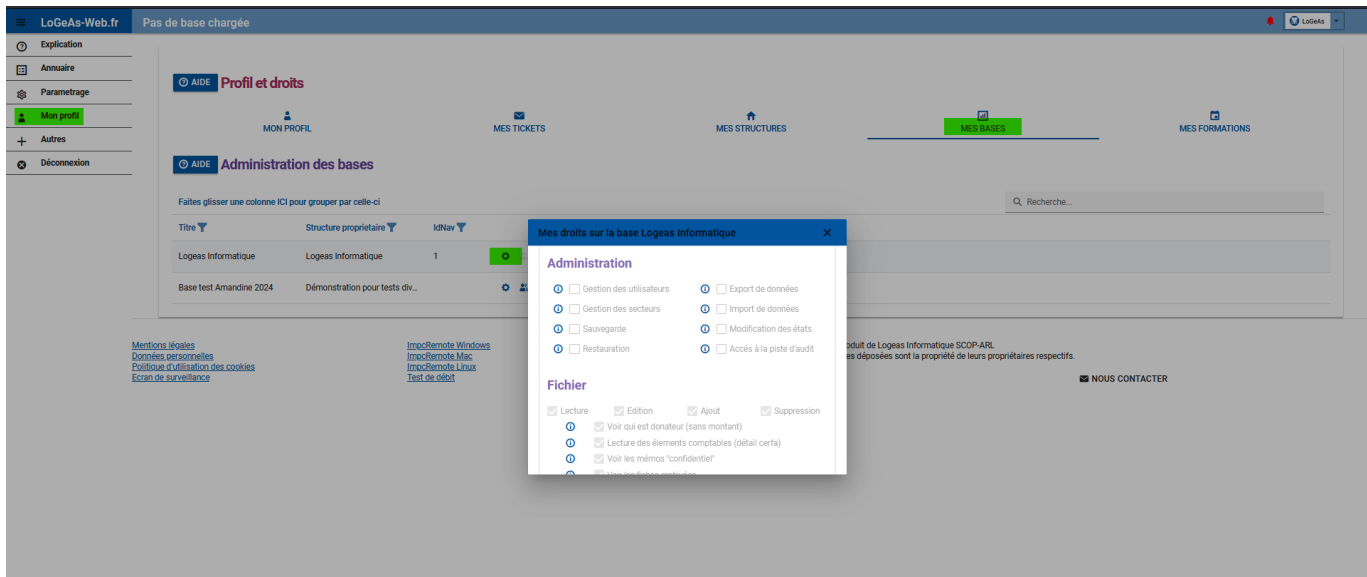 LoGeAs-Web.fr Pas de base chargée LoGeAs
Explication
Annuaire
Parametrage
Mon profil
Autres
Déconnexion
AIDE Profil et droits
MON PROFIL MES TICKETS MES STRUCTURES MES BASES MES FORMATIONS
AIDE Administration des bases
Faites glisser une colonne ICI pour grouper par celle-ci Recherche...
Titre Structure proprietaire IdNav
Logeas Informatique Logeas Informatique 1
Base test Amandine 2024 Démonstration pour tests div...
Mes droits sur la base Logeas Informatique
Administration
Gestion des utilisateurs Export de données
Gestion des secteurs Import de données
Sauvegarde Modification des états
Restauration Accés à la piste d'audit
Fichier
Lecture Edition Ajout Suppression
Voir qui est donateur (sans montant)
Lecture des élements comptables (détail cerfa)
Voir les mémos "confidentiel"
Mentions légales ImpcRemote Windows oduit de Logeas Informatique SCOP-ARL
Données personnelles ImpcRemote Mac es déposées sont la propriété de leurs propriétaires respectifs.
Politique d'utilisation des cookies ImpcRemote Linux
Ecran de surveillance Test de débit NOUS CONTACTER